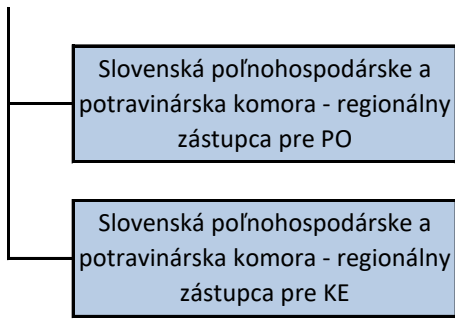 Slovenská poľnohospodárske a
potravinárska komora - regionálny
zástupca pre PO
Slovenská poľnohospodárske a
potravinárska komora - regionálny
zástupca pre KE